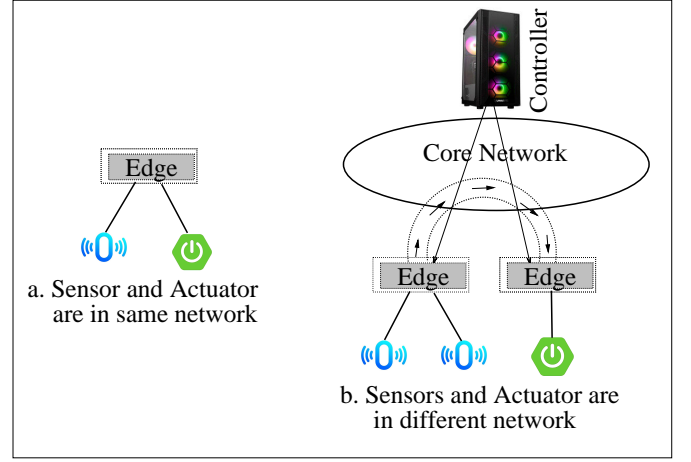 Controller
Core Network
Edge
Edge
Edge
a. Sensor and Actuator
are in same network
b. Sensors and Actuator are
in different network